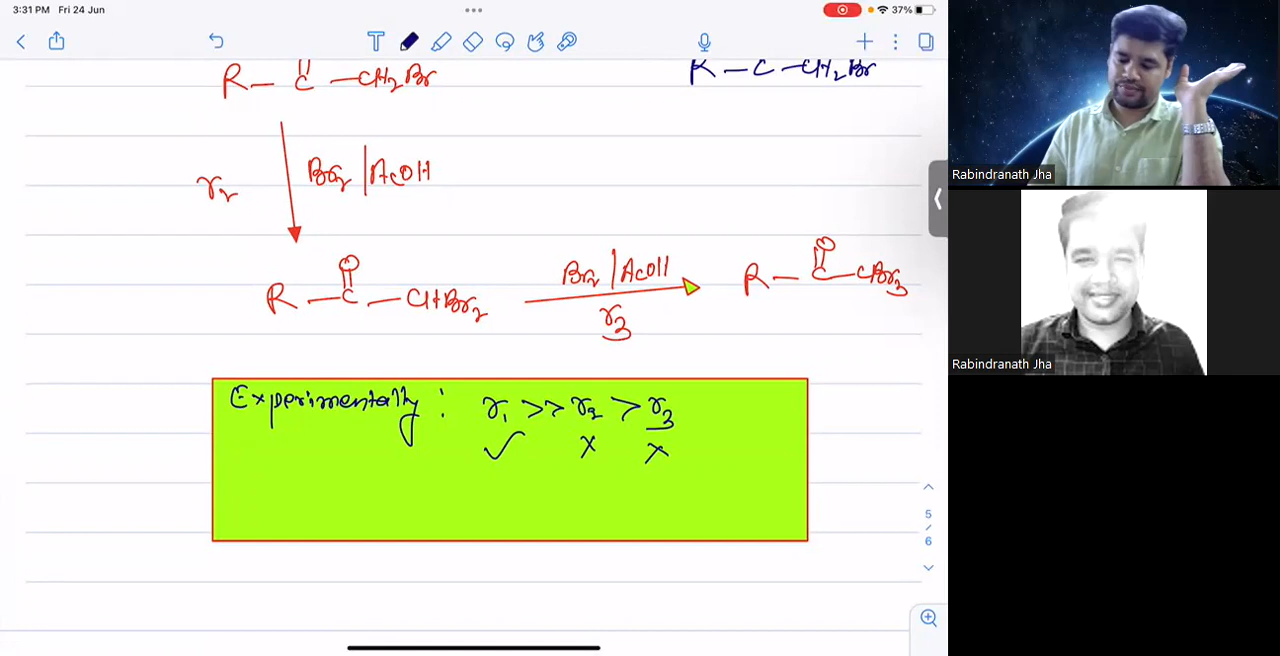 3:31 PM Fri 24 Jun
37%
R — C — CH2Br
R — C — CH2Br
r2
Br2 | AcOH
O
R — C — CHBr2
Br2 | AcOH
r3
O
R — C — CBr3
Experimentally : r1 >> r2 > r3
✓ x x
5
/
6
Rabindranath Jha
Rabindranath Jha